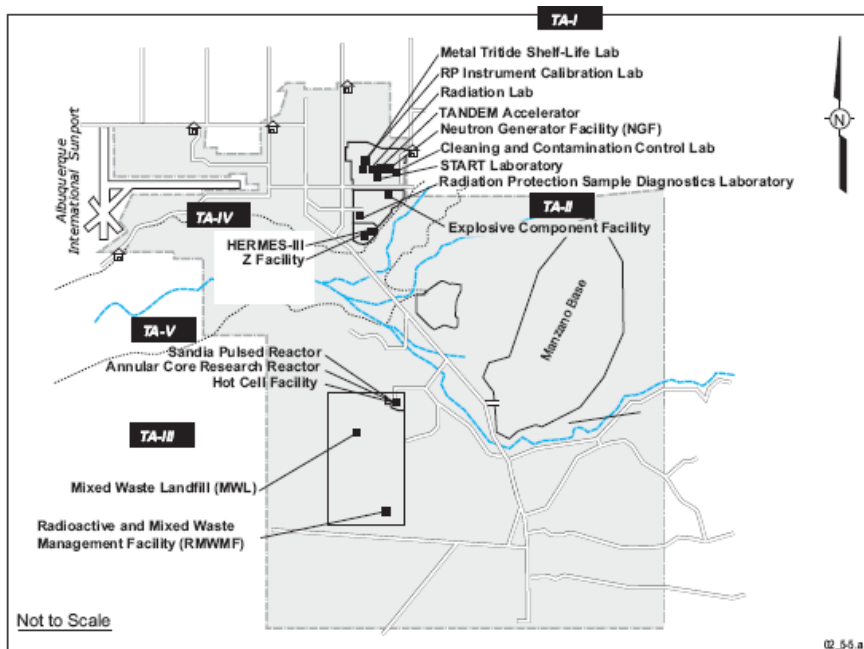 TA-I
Metal Tritide Shelf-Life Lab
RP Instrument Calibration Lab
Radiation Lab
TANDEM Accelerator
Neutron Generator Facility (NGF)
Cleaning and Contamination Control Lab
START Laboratory
Radiation Protection Sample Diagnostics Laboratory
N
Albuquerque
International Sunport
TA-IV
TA-II
Explosive Component Facility
HERMES-III
Z Facility
Manzano Base
TA-V
Sandia Pulsed Reactor
Annular Core Research Reactor
Hot Cell Facility
TA-III
Mixed Waste Landfill (MWL)
Radioactive and Mixed Waste
Management Facility (RMWMF)
Not to Scale
02_5-5.a